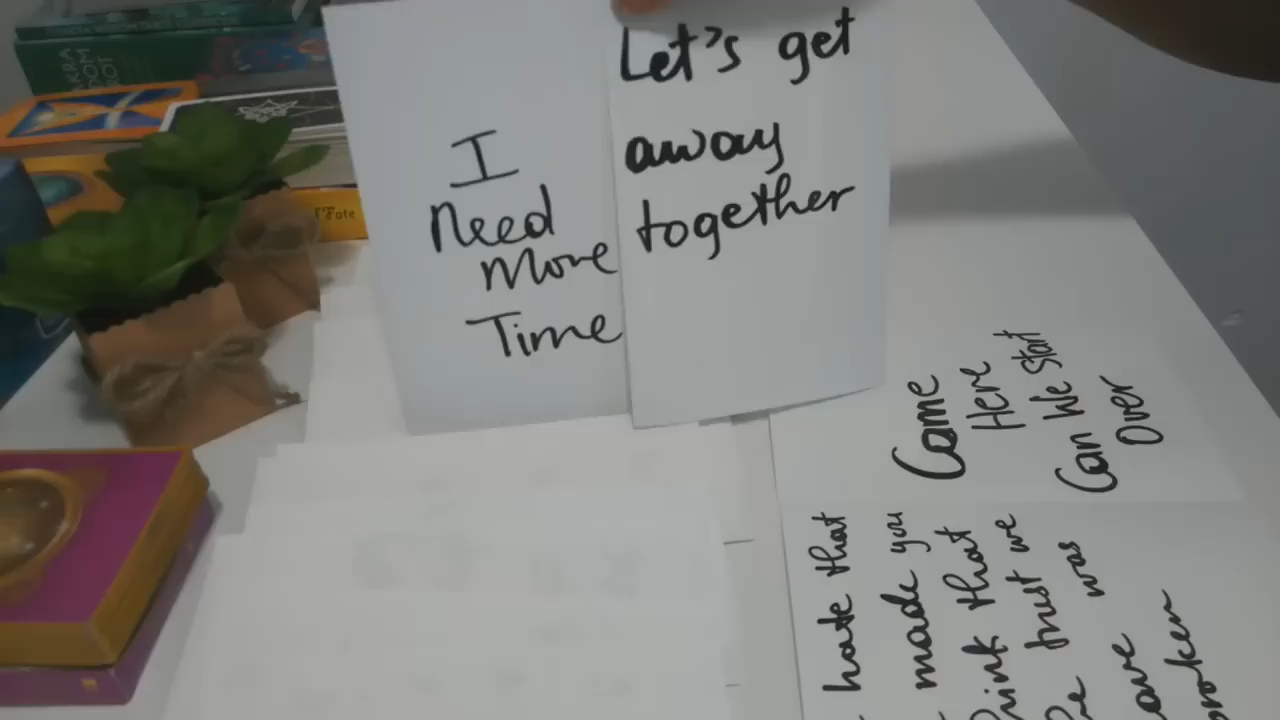 I
Need
More
Time
Let's get
away
together
Came
Here
Can We Start
Over
hate that
made you
think that
trust we
was